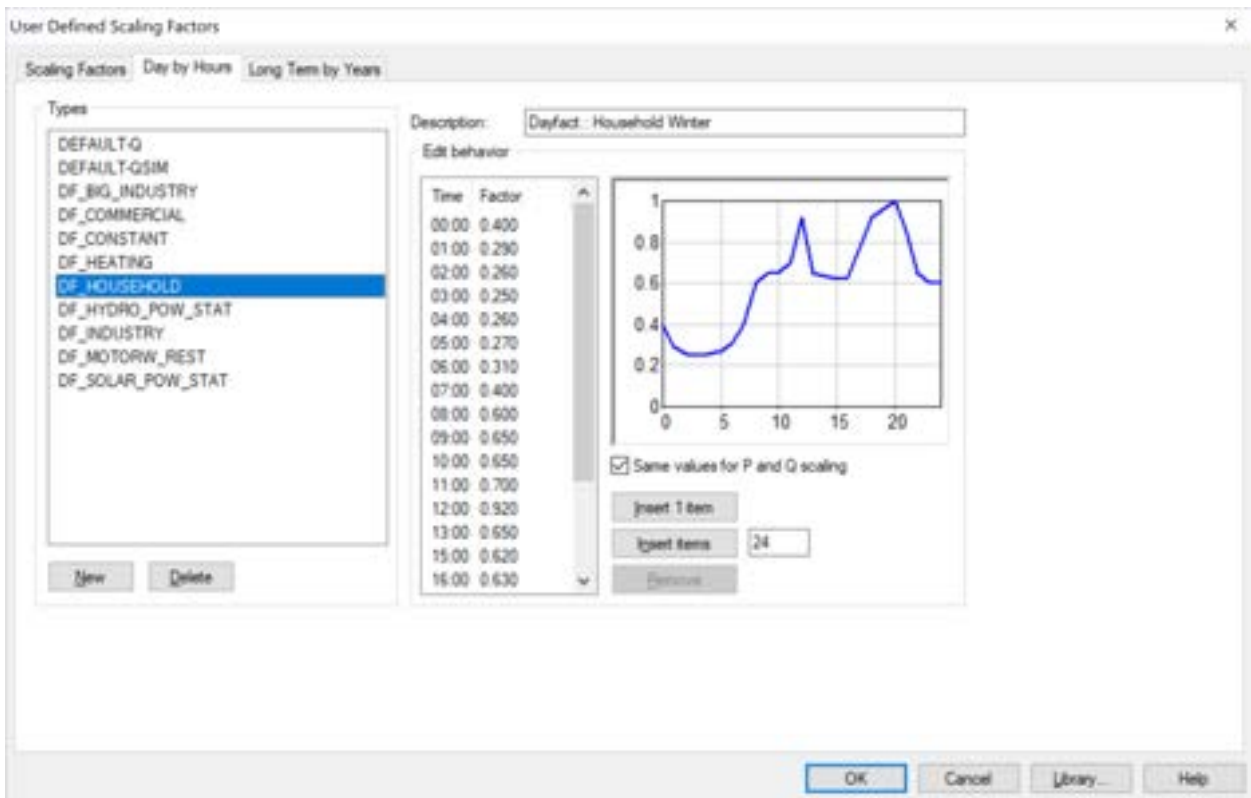 User Defined Scaling Factors
Scaling Factors Day by Hours Long Term by Years
Types
DEFAULT-Q
DEFAULT-QSIM
DF_BIG_INDUSTRY
DF_COMMERCIAL
DF_CONSTANT
DF_HEATING
DF_HOUSEHOLD
DF_HYDRO_POW_STAT
DF_INDUSTRY
DF_MOTORW_REST
DF_SOLAR_POW_STAT
New Delete
Description: Dayfact : Household Winter
Edit behavior
Time Factor
00:00 0.400
01:00 0.290
02:00 0.260
03:00 0.250
04:00 0.260
05:00 0.270
06:00 0.310
07:00 0.400
08:00 0.600
09:00 0.650
10:00 0.650
11:00 0.700
12:00 0.920
13:00 0.650
15:00 0.620
16:00 0.630
1
0.8
0.6
0.4
0.2
0
0 5 10 15 20
Same values for P and Q scaling
Insert 1 item
Insert items 24
Remove
OK Cancel Library... Help